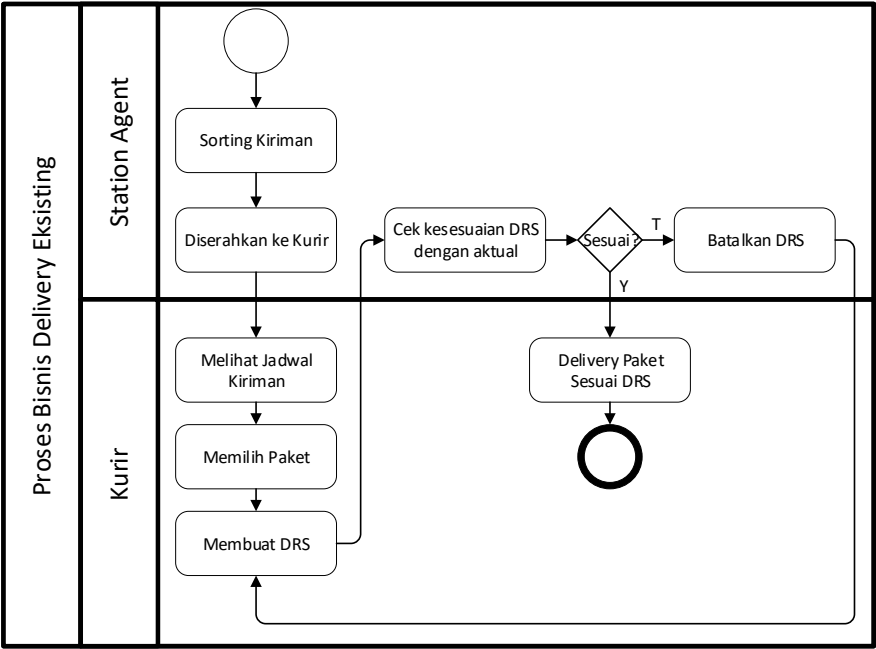 Proses Bisnis Delivery Eksisting
Station Agent
Sorting Kiriman
Diserahkan ke Kurir
Cek kesesuaian DRS
dengan aktual
Sesuai?
T
Batalkan DRS
Y
Kurir
Melihat Jadwal
Kiriman
Memilih Paket
Membuat DRS
Delivery Paket
Sesuai DRS